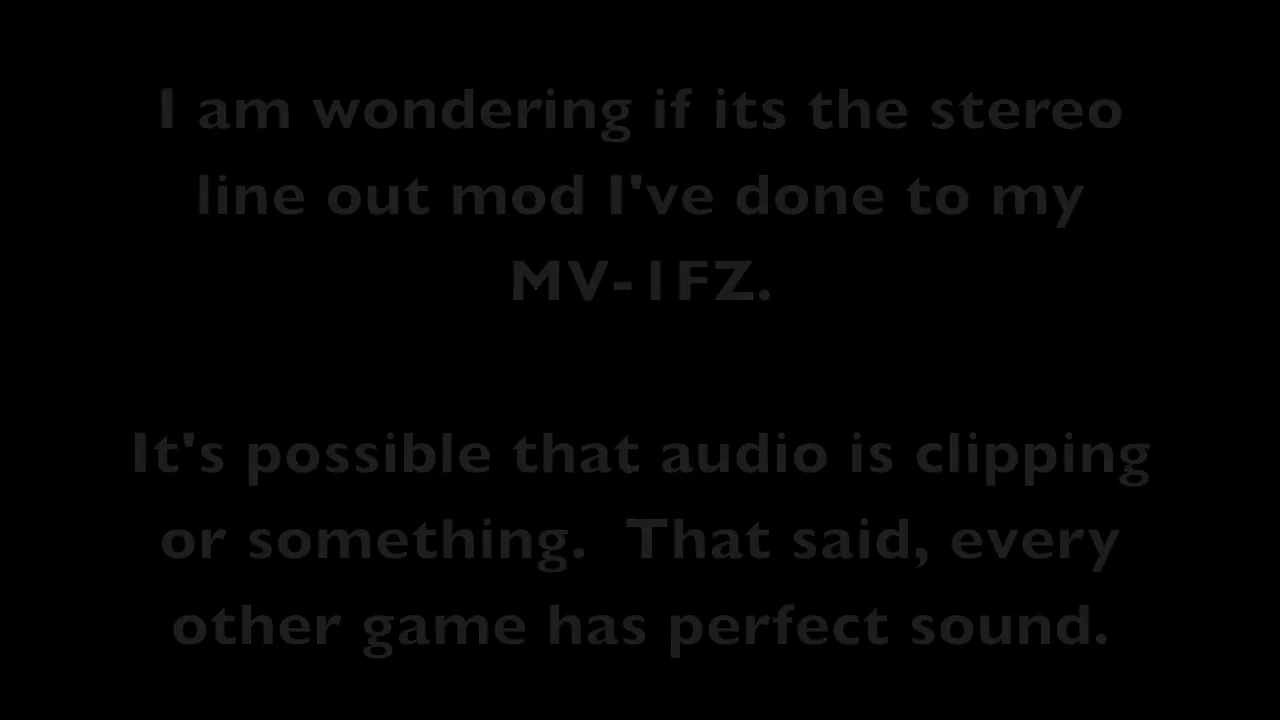 I am wondering if its the stereo
line out mod I've done to my
MV-1FZ.
It's possible that audio is clipping
or something.  That said, every
other game has perfect sound.